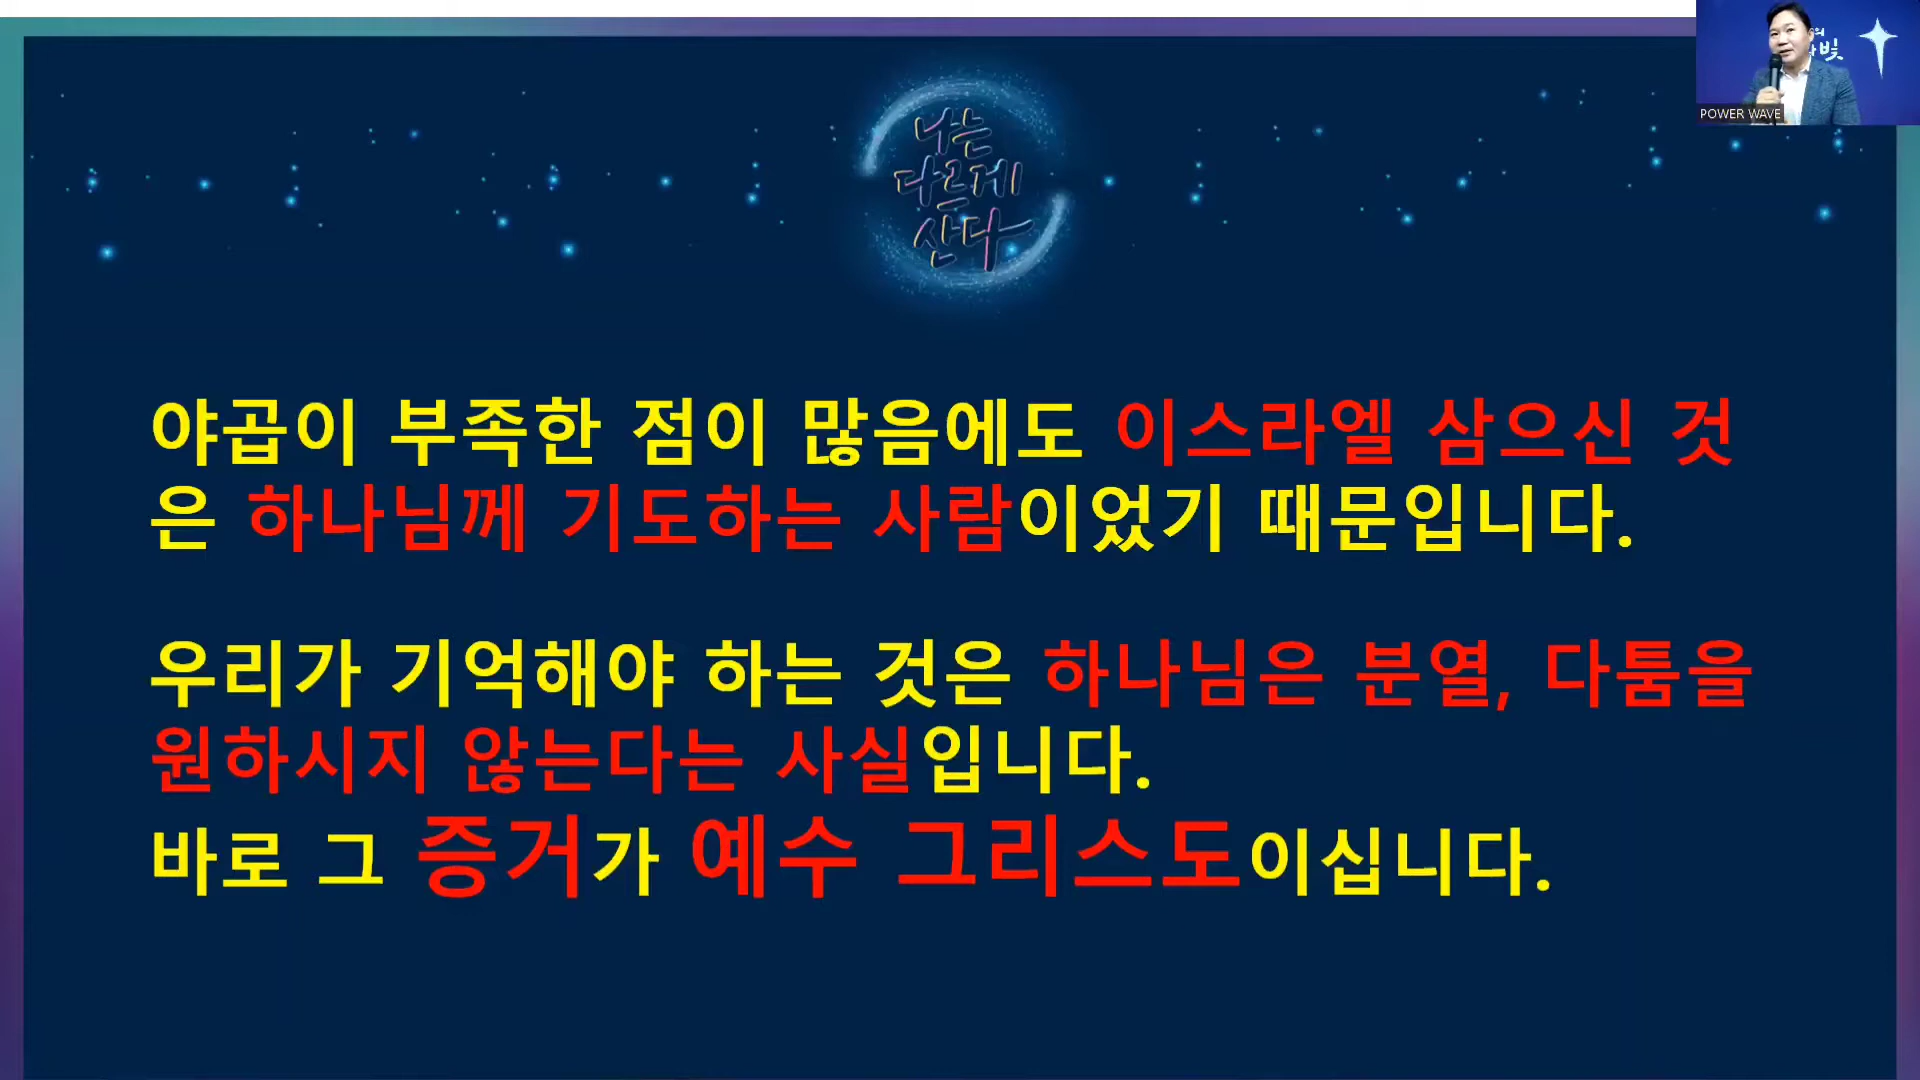 나는
다르게
산다
빛
POWER WAVE
야곱이 부족한 점이 많음에도 이스라엘 삼으신 것
은 하나님께 기도하는 사람이었기 때문입니다.
우리가 기억해야 하는 것은 하나님은 분열, 다툼을
원하시지 않는다는 사실입니다.
바로 그 증거가 예수 그리스도이십니다.